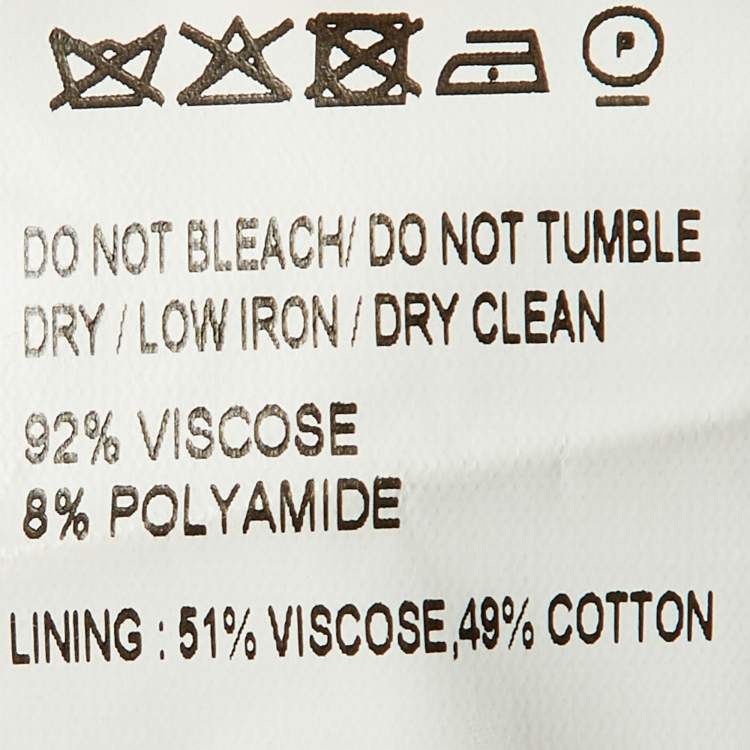 P
DO NOT BLEACH/ DO NOT TUMBLE
DRY / LOW IRON / DRY CLEAN
92% VISCOSE
8% POLYAMIDE
LINING : 51% VISCOSE,49% COTTON